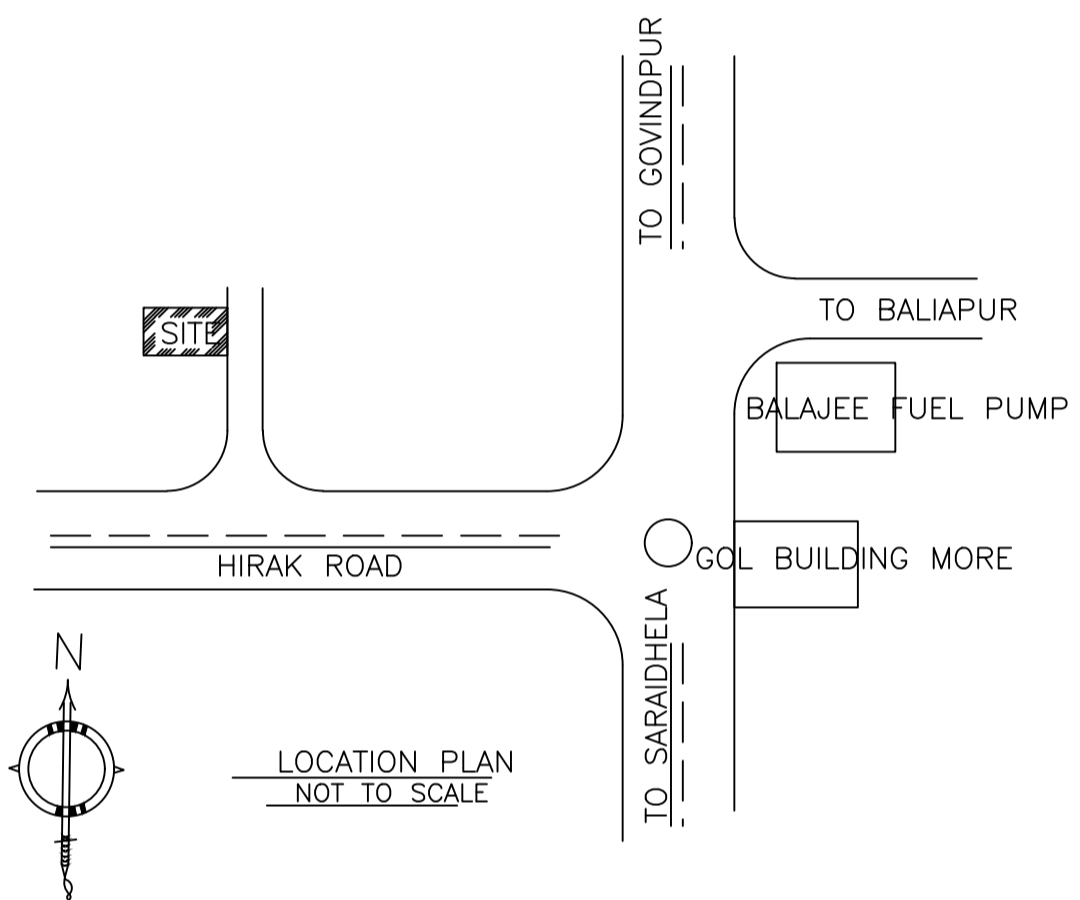 TO GOVINDPUR
TO BALIAPUR
SITE
BALAJEE FUEL PUMP
GOL BUILDING MORE
HIRAK ROAD
TO SARAIDHELA
N
LOCATION PLAN
NOT TO SCALE